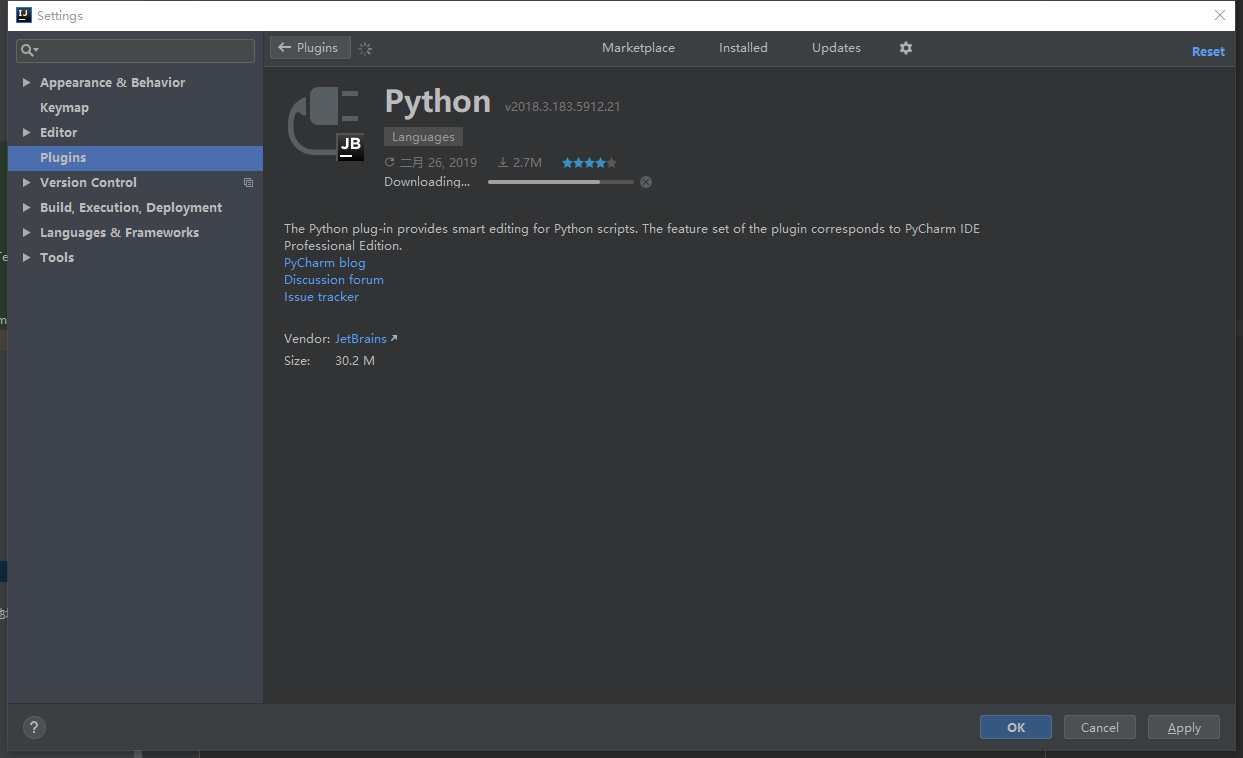 Settings
Plugins
Marketplace
Installed
Updates
Reset
Appearance & Behavior
Keymap
Editor
Plugins
Version Control
Build, Execution, Deployment
Languages & Frameworks
Tools
JB
Python v2018.3.183.5912.21
Languages
二月 26, 2019 2.7M
Downloading...
The Python plug-in provides smart editing for Python scripts. The feature set of the plugin corresponds to PyCharm IDE
Professional Edition.
PyCharm blog
Discussion forum
Issue tracker
Vendor: JetBrains
Size: 30.2 M
?
OK
Cancel
Apply